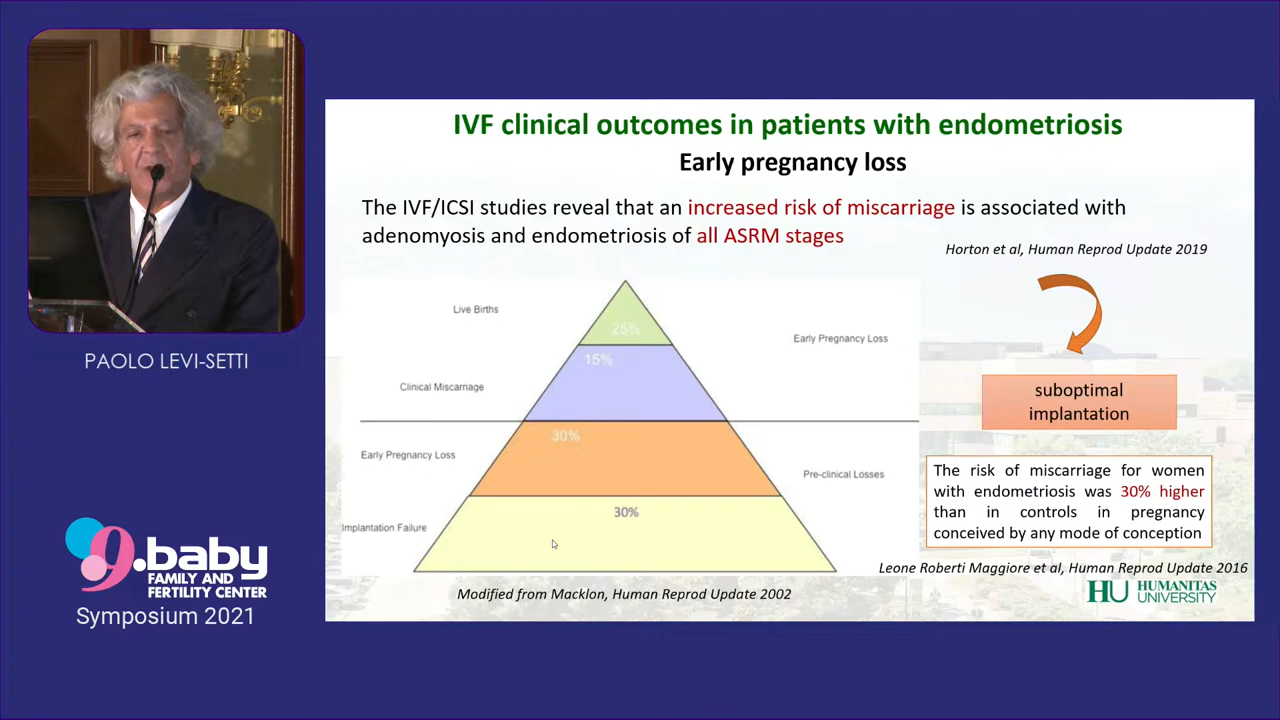 IVF clinical outcomes in patients with endometriosis
Early pregnancy loss
The IVF/ICSI studies reveal that an increased risk of miscarriage is associated with
adenomyosis and endometriosis of all ASRM stages
Horton et al, Human Reprod Update 2019
Live Births
25%
15%
Early Pregnancy Loss
Clinical Miscarriage
30%
Early Pregnancy Loss
Pre-clinical Losses
30%
Implantation Failure
Modified from Macklon, Human Reprod Update 2002
suboptimal
implantation
The risk of miscarriage for women
with endometriosis was 30% higher
than in controls in pregnancy
conceived by any mode of conception
Leone Roberti Maggiore et al, Human Reprod Update 2016
HU HUMANITAS
UNIVERSITY
PAOLO LEVI-SETTI
9.baby
FAMILY AND
FERTILITY CENTER
Symposium 2021